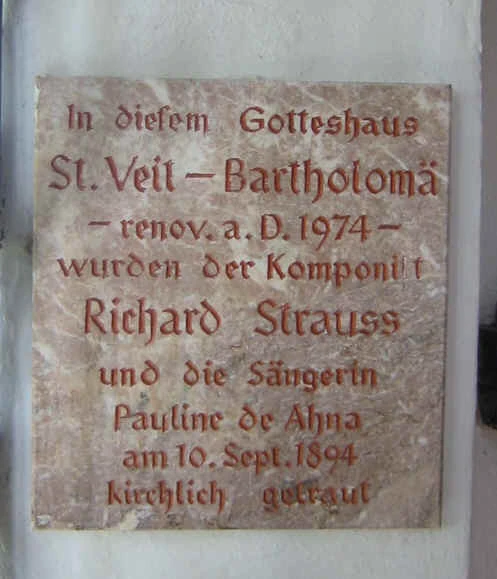 In diesem Gotteshaus
St. Veit – Bartholomä
– renov. a. D. 1974 –
wurden der Komponist
Richard Strauss
und die Sängerin
Pauline de Ahna
am 10. Sept. 1894
kirchlich getraut